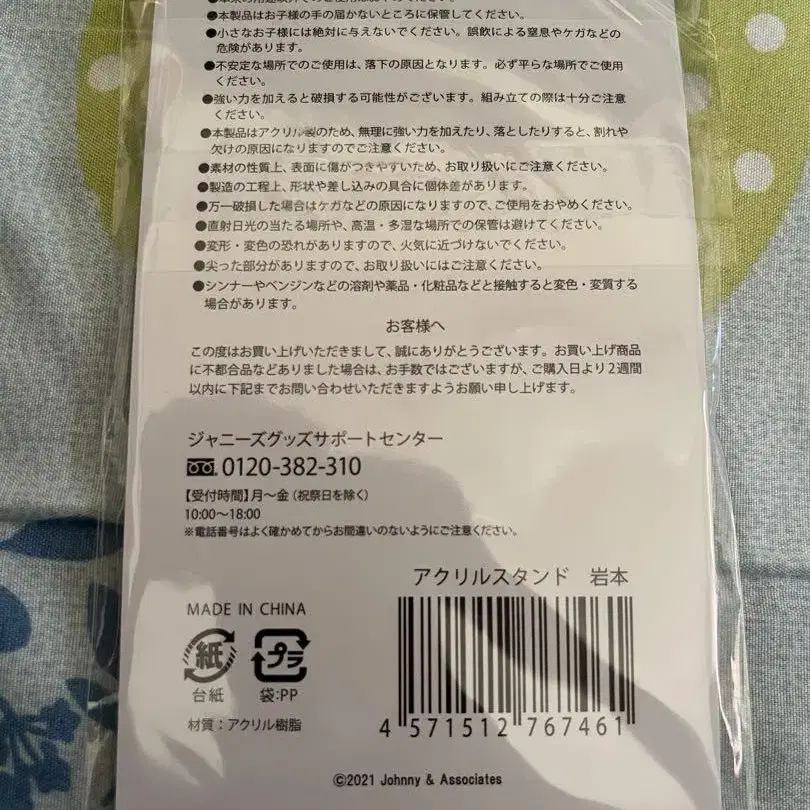 ●本製品はお子様の手の届かないところに保管してください。
●小さなお子様には絶対に与えないでください。誤飲による窒息やケガなどの
危険があります。
●不安定な場所でのご使用は、落下の原因となります。必ず平らな場所でご使用
ください。
●強い力を加えると破損する可能性がございます。組み立ての際は十分ご注意
ください。
●本製品はアクリル製のため、無理に強い力を加えたり、落としたりすると、割れや
欠けの原因になりますのでご注意ください。
●素材の性質上、表面に傷がつきやすいため、お取り扱いにご注意ください。
●製造の工程上、形状や差し込みの具合に個体差があります。
●万一破損した場合はケガなどの原因になりますので、ご使用をおやめください。
●直射日光の当たる場所や、高温・多湿な場所での保管は避けてください。
●変形・変色の恐れがありますので、火気に近づけないでください。
●尖った部分がありますので、お取り扱いにはご注意ください。
●シンナーやベンジンなどの溶剤や薬品・化粧品などと接触すると変色・変質する
場合があります。
お客様へ
この度はお買い上げいただきまして、誠にありがとうございます。お買い上げ商品
に不都合品などありました場合は、お手数ではございますが、ご購入日より2週間
以内に下記までお問い合わせいただきますようお願い申し上げます。
ジャニーズグッズサポートセンター
0120-382-310
【受付時間】月〜金（祝祭日を除く）
10:00〜18:00
※電話番号はよく確かめてからお間違いのないようにご注意ください。
アクリルスタンド 岩本
MADE IN CHINA
紙 プラ
台紙 袋:PP
材質：アクリル樹脂
4 571512 767461
©2021 Johnny & Associates